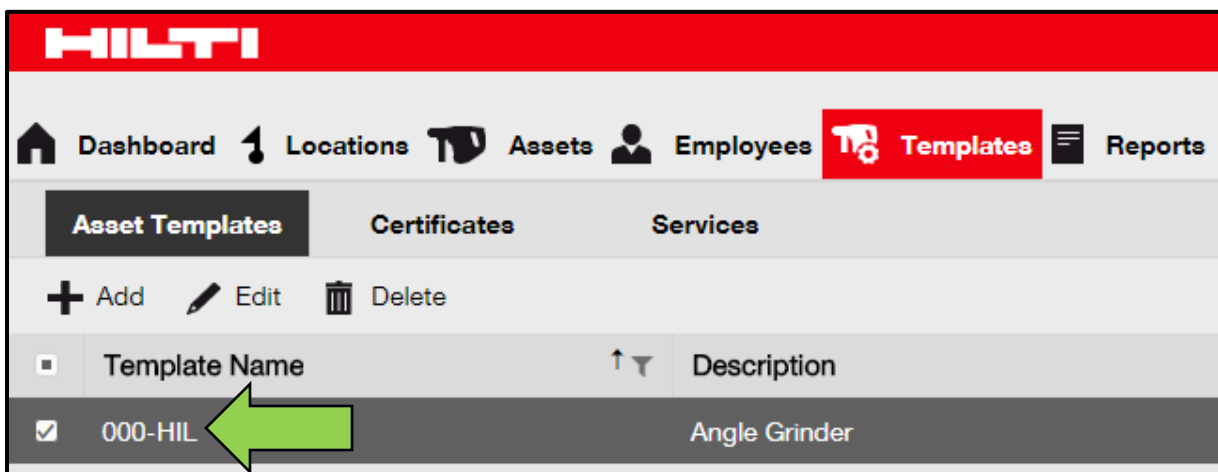 HILTI
Dashboard Locations Assets Employees Templates Reports
Asset Templates Certificates Services
Add Edit Delete
Template Name Description
000-HIL Angle Grinder